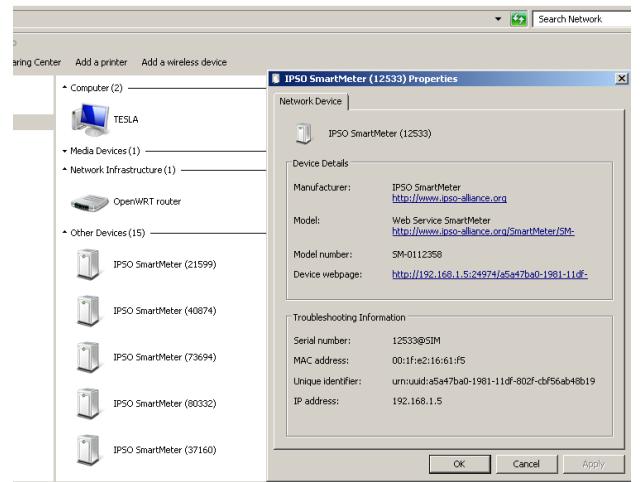 Search Network
aring Center Add a printer Add a wireless device
Computer (2)
TESLA
Media Devices (1)
Network Infrastructure (1)
OpenWRT router
Other Devices (15)
IPSO SmartMeter (21599)
IPSO SmartMeter (40874)
IPSO SmartMeter (73694)
IPSO SmartMeter (80332)
IPSO SmartMeter (37160)
IPSO SmartMeter (12533) Properties
Network Device
IPSO SmartMeter (12533)
Device Details
Manufacturer: IPSO SmartMeter
http://www.ipso-alliance.org
Model: Web Service SmartMeter
http://www.ipso-alliance.org/SmartMeter/SM-
Model number: SM-0112358
Device webpage: http://192.168.1.5:24974/a5a47ba0-1981-11df-
Troubleshooting Information
Serial number: 12533@SIM
MAC address: 00:1f:e2:16:61:f5
Unique identifier: urn:uuid:a5a47ba0-1981-11df-802f-cbf56ab48b19
IP address: 192.168.1.5
OK Cancel Apply